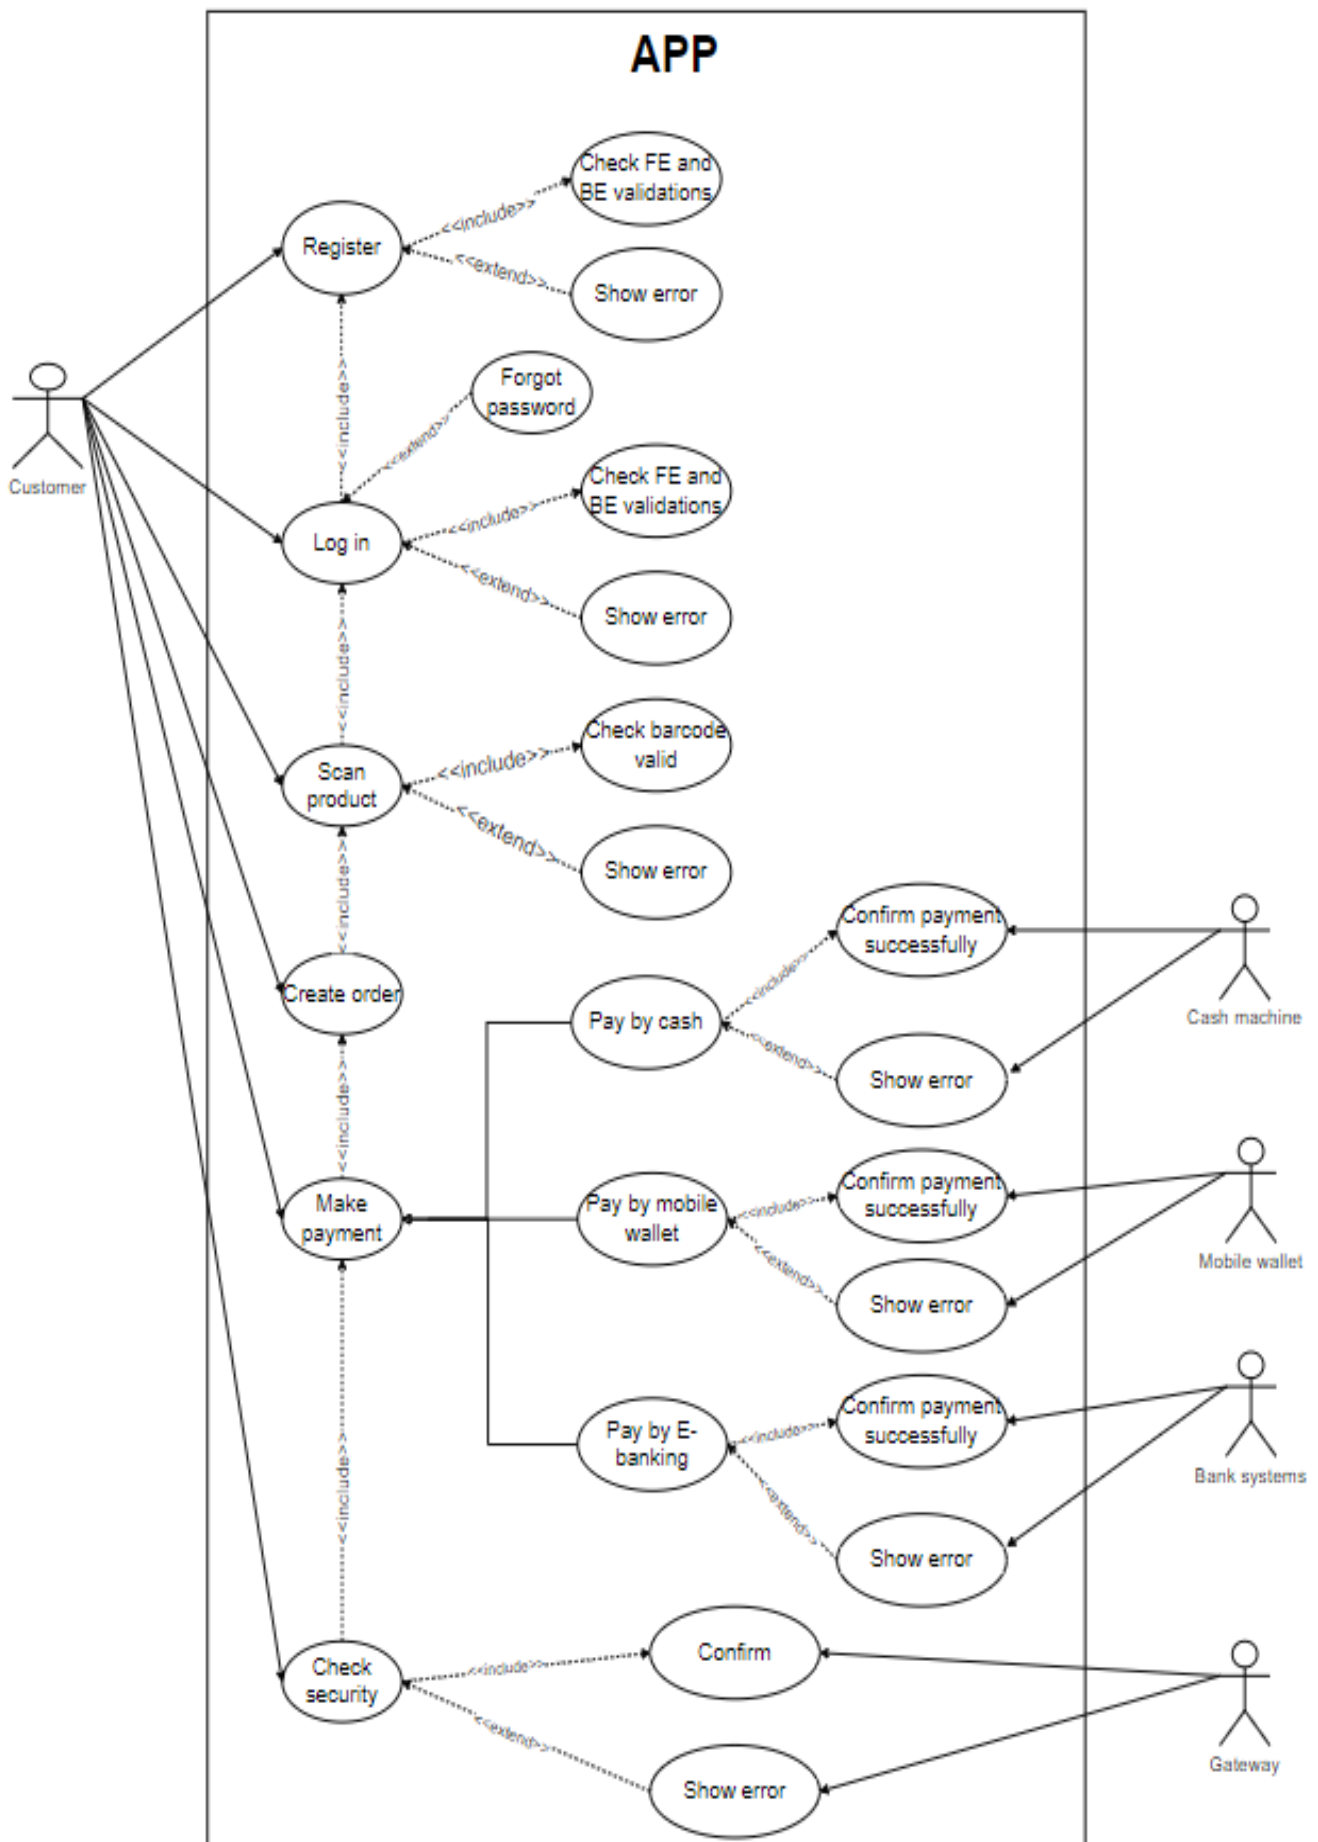 APP
Check FE and
BE validations
<<include>>
Register
<<extend>>
Show error
<<include>>
Forgot
password
<<extend>>
Customer
Check FE and
BE validations
<<include>>
Log in
<<extend>>
Show error
<<include>>
Check barcode
valid
<<include>>
Scan
product
<<extend>>
Show error
<<include>>
Confirm payment
successfully
<<include>>
Create order
Pay by cash
Cash machine
<<extend>>
Show error
<<include>>
Make
payment
Pay by mobile
wallet
<<include>>
Confirm payment
successfully
Mobile wallet
<<extend>>
Show error
Confirm payment
successfully
<<include>>
Pay by E-
banking
Bank systems
<<extend>>
Show error
<<include>>
Confirm
<<include>>
Check
security
<<extend>>
Show error
Gateway